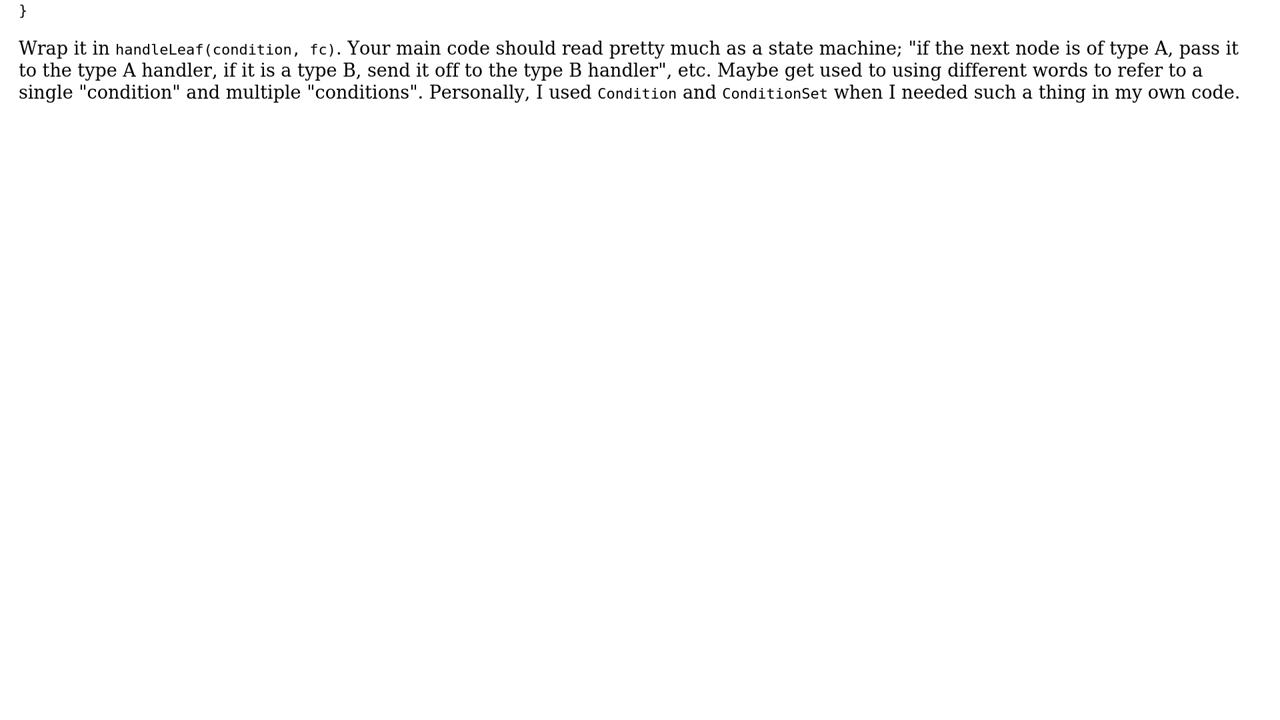 }
Wrap it in handleLeaf(condition, fc). Your main code should read pretty much as a state machine; "if the next node is of type A, pass it
to the type A handler, if it is a type B, send it off to the type B handler", etc. Maybe get used to using different words to refer to a
single "condition" and multiple "conditions". Personally, I used Condition and ConditionSet when I needed such a thing in my own code.